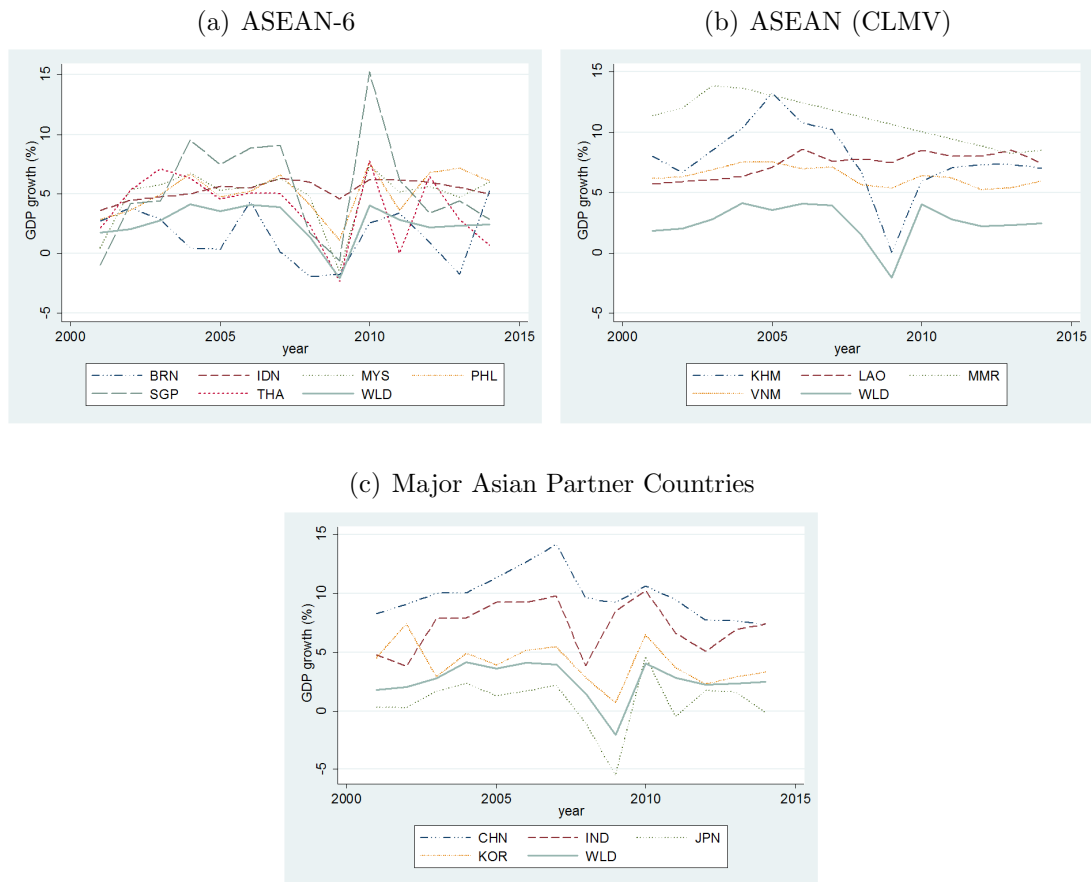 (a) ASEAN-6
GDP growth (%)
15
10
5
0
-5
2000 2005 2010 2015
year
BRN IDN MYS PHL
SGP THA WLD
(b) ASEAN (CLMV)
GDP growth (%)
15
10
5
0
-5
2000 2005 2010 2015
year
KHM LAO MMR
VNM WLD
(c) Major Asian Partner Countries
GDP growth (%)
15
10
5
0
-5
2000 2005 2010 2015
year
CHN IND JPN
KOR WLD